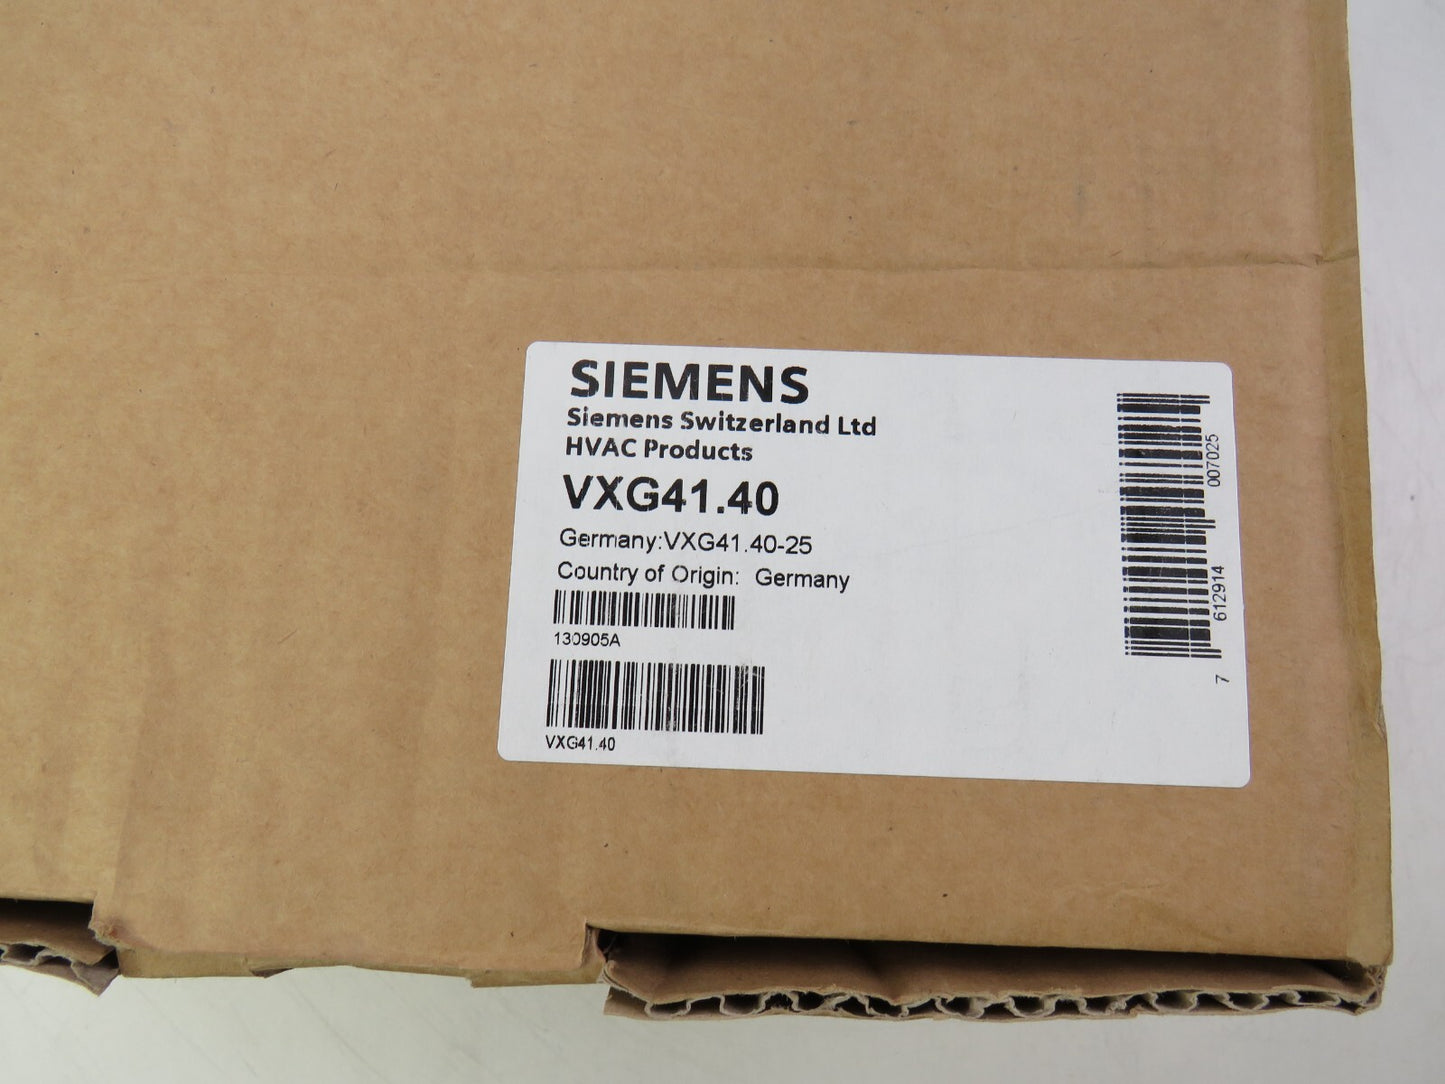 SIEMENS
Siemens Switzerland Ltd
HVAC Products
VXG41.40
Germany:VXG41.40-25
Country of Origin: Germany
130905A
VXG41.40
7 612914 007025